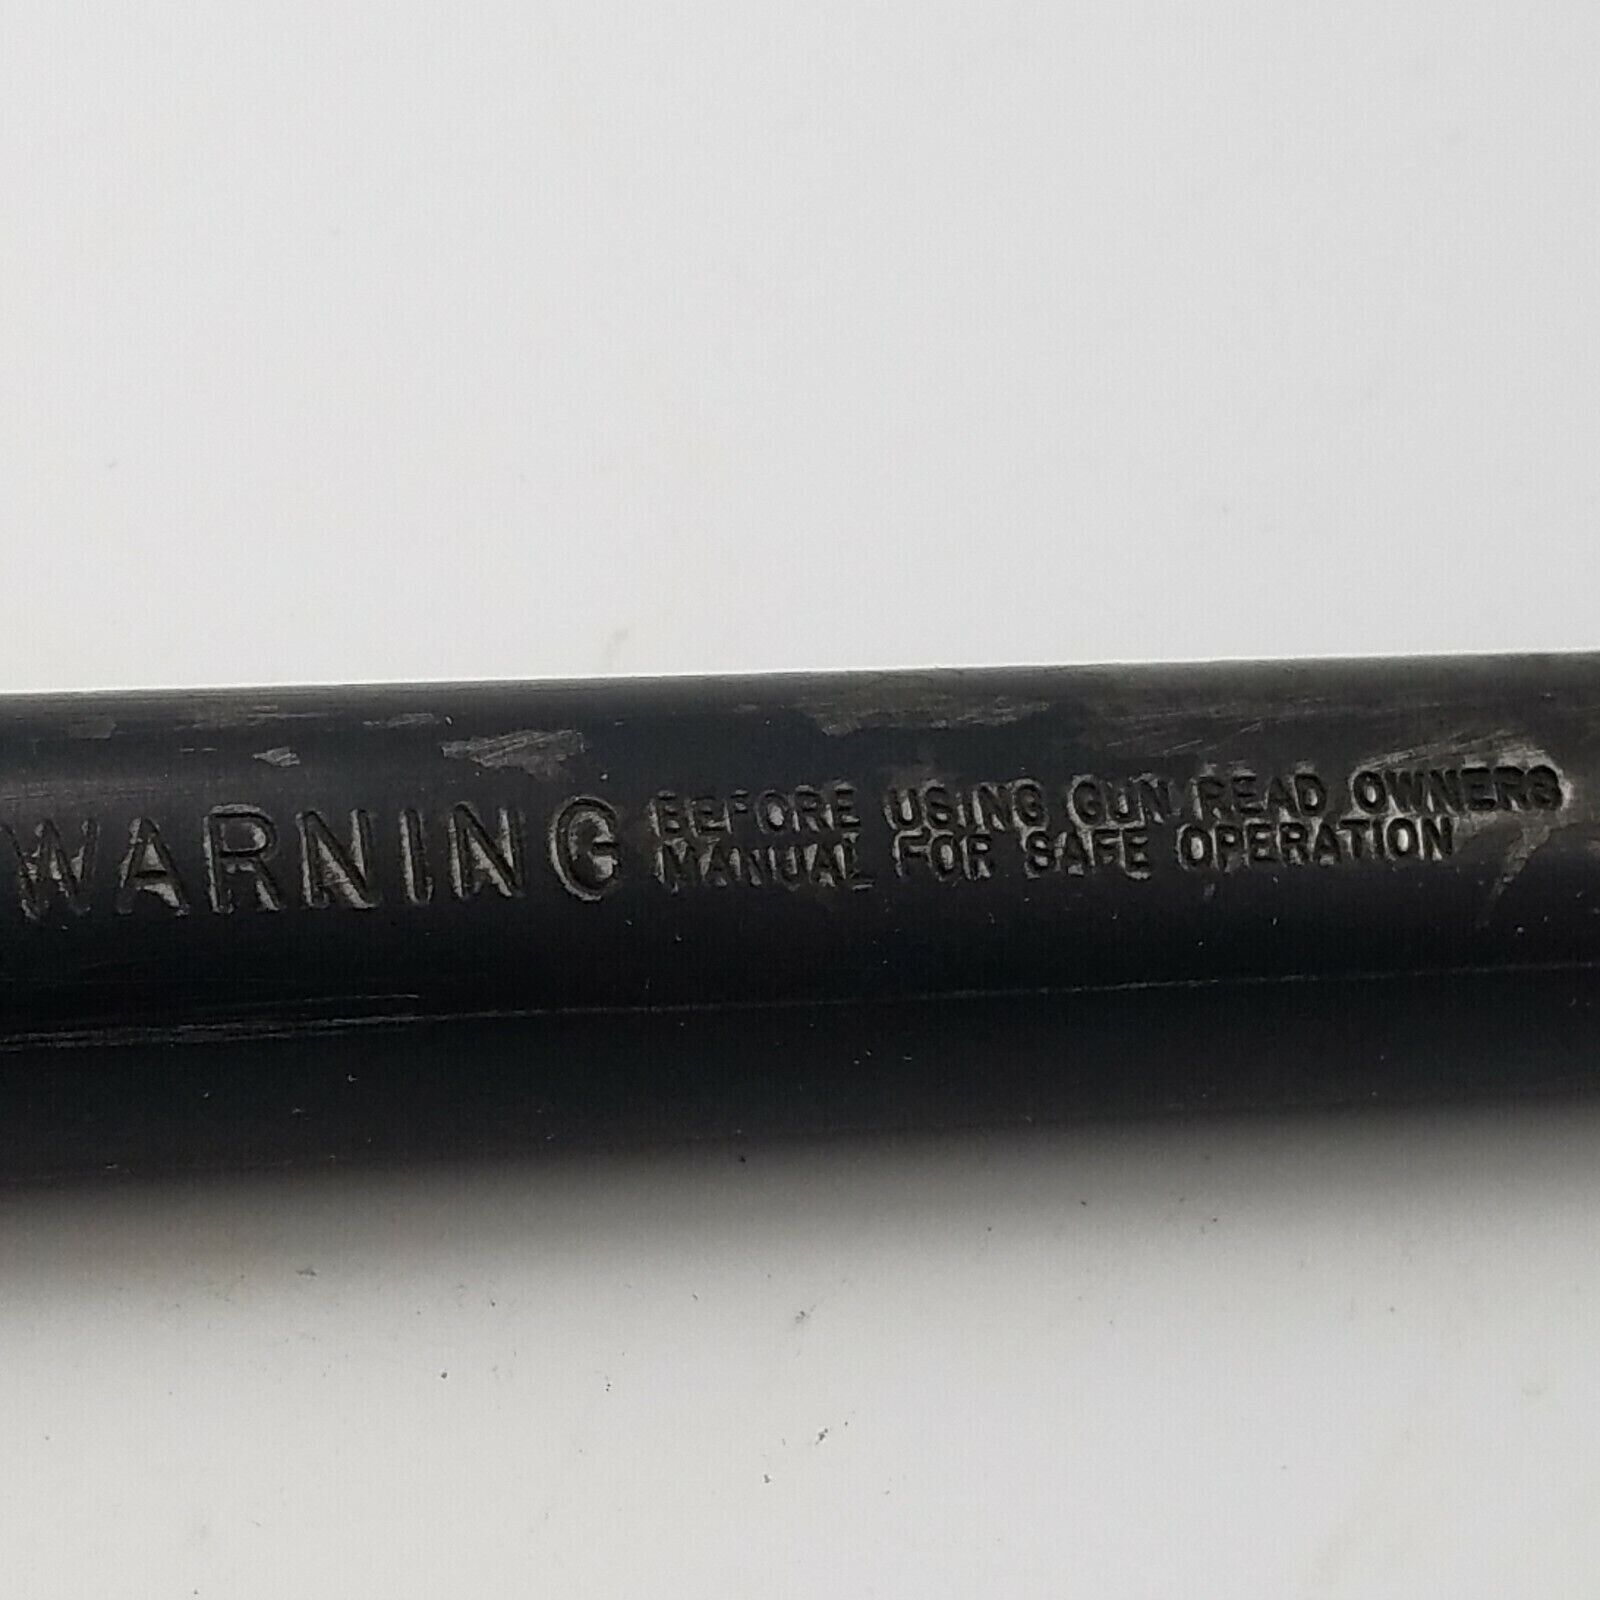 WARNING BEFORE USING GUN READ OWNERS
MANUAL FOR SAFE OPERATION